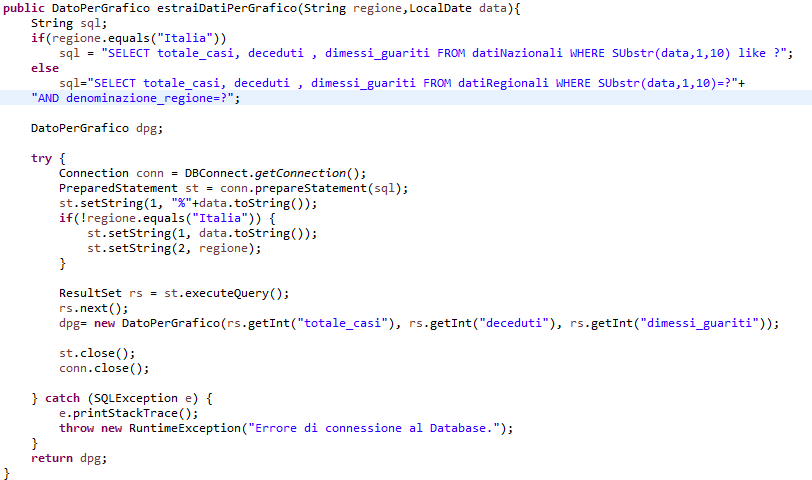 public DatoPerGrafico estraiDatiPerGrafico(String regione,LocalDate data){
    String sql;
    if(regione.equals("Italia"))
        sql = "SELECT totale_casi, deceduti , dimessi_guariti FROM datiNazionali WHERE SUbstr(data,1,10) like ?";
    else
        sql="SELECT totale_casi, deceduti , dimessi_guariti FROM datiRegionali WHERE SUbstr(data,1,10)=?"+
    "AND denominazione_regione=?";

    DatoPerGrafico dpg;

    try {
        Connection conn = DBConnect.getConnection();
        PreparedStatement st = conn.prepareStatement(sql);
        st.setString(1, "%"+data.toString());
        if(!regione.equals("Italia")) {
            st.setString(1, data.toString());
            st.setString(2, regione);
        }

        ResultSet rs = st.executeQuery();
        rs.next();
        dpg= new DatoPerGrafico(rs.getInt("totale_casi"), rs.getInt("deceduti"), rs.getInt("dimessi_guariti"));

        st.close();
        conn.close();

    } catch (SQLException e) {
        e.printStackTrace();
        throw new RuntimeException("Errore di connessione al Database.");
    }
    return dpg;
}